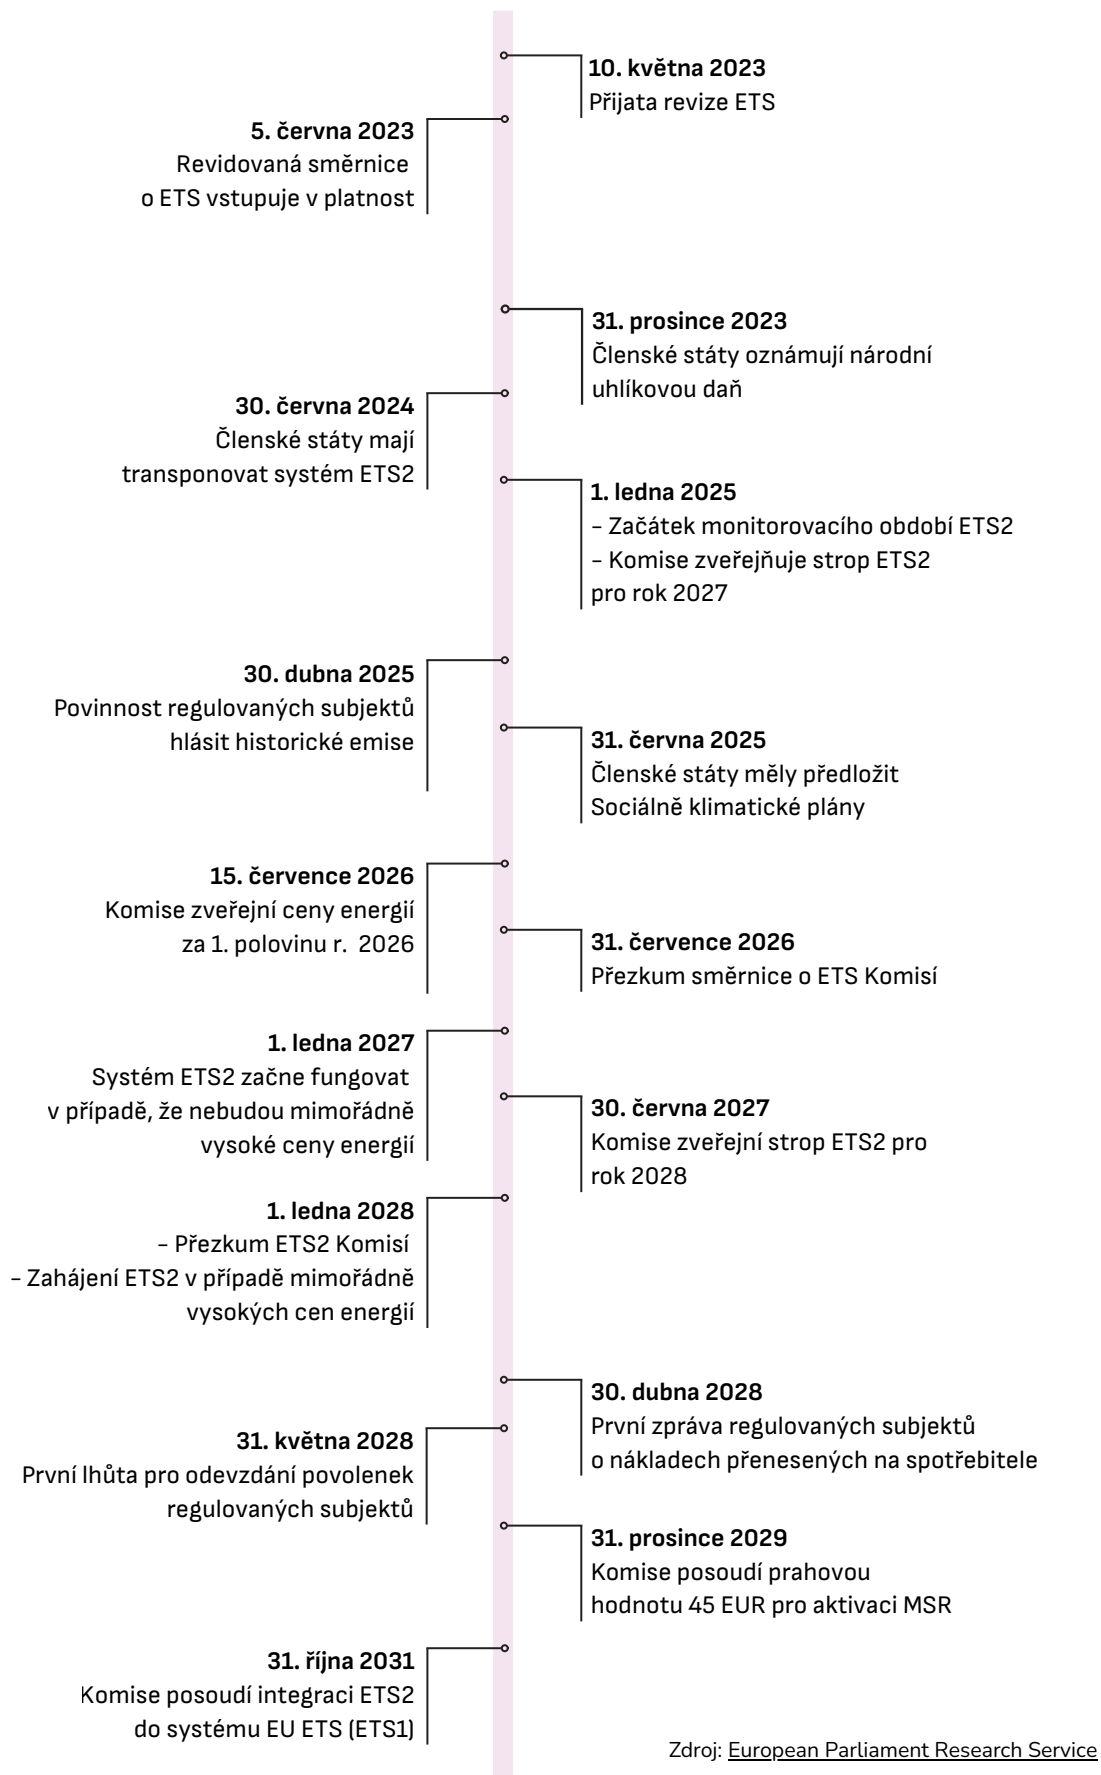 10. května 2023
Přijata revize ETS
5. června 2023
Revidovaná směrnice
o ETS vstupuje v platnost
31. prosince 2023
Členské státy oznámují národní
uhlíkovou daň
30. června 2024
Členské státy mají
transponovat systém ETS2
1. ledna 2025
– Začátek monitorovacího období ETS2
– Komise zveřejňuje strop ETS2
pro rok 2027
30. dubna 2025
Povinnost regulovaných subjektů
hlásit historické emise
31. června 2025
Členské státy měly předložit
Sociálně klimatické plány
15. července 2026
Komise zveřejní ceny energií
za 1. polovinu r. 2026
31. července 2026
Přezkum směrnice o ETS Komisí
1. ledna 2027
Systém ETS2 začne fungovat
v případě, že nebudou mimořádně
vysoké ceny energií
30. června 2027
Komise zveřejní strop ETS2 pro
rok 2028
1. ledna 2028
– Přezkum ETS2 Komisí
– Zahájení ETS2 v případě mimořádně
vysokých cen energií
30. dubna 2028
První zpráva regulovaných subjektů
o nákladech přenesených na spotřebitele
31. května 2028
První lhůta pro odevzdání povolenek
regulovaných subjektů
31. prosince 2029
Komise posoudí prahovou
hodnotu 45 EUR pro aktivaci MSR
31. října 2031
Komise posoudí integraci ETS2
do systému EU ETS (ETS1)
Zdroj: European Parliament Research Service